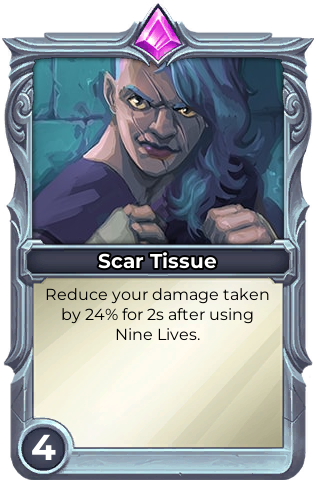 Scar Tissue
Reduce your damage taken
by 24% for 2s after using
Nine Lives.
4